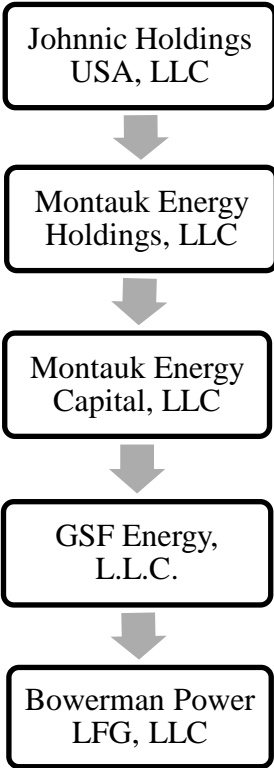 Johnnic Holdings
USA, LLC
Montauk Energy
Holdings, LLC
Montauk Energy
Capital, LLC
GSF Energy,
L.L.C.
Bowerman Power
LFG, LLC